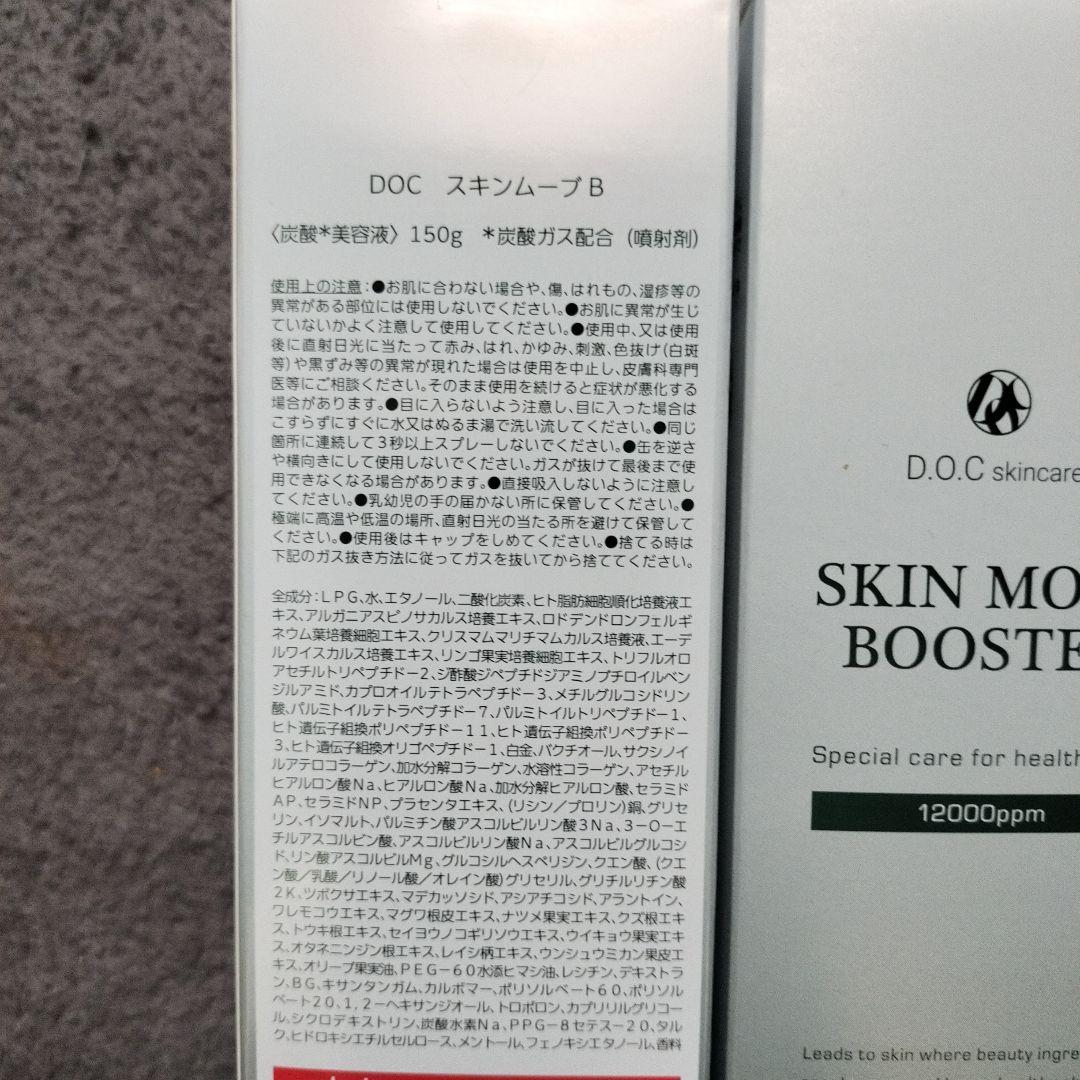 DOC スキンムーブB
〈炭酸*美容液〉150g *炭酸ガス配合（噴射剤）
使用上の注意：●お肌に合わない場合や、傷、はれもの、湿疹等の
異常がある部位には使用しないでください。●お肌に異常が生じ
ていないかよく注意して使用してください。●使用中、又は使用
後に直射日光に当たって赤み、はれ、かゆみ、刺激、色抜け（白斑
等）や黒ずみ等の異常が現れた場合は使用を中止し、皮膚科専門
医等にご相談ください。そのまま使用を続けると症状が悪化する
場合があります。●目に入らないよう注意し、目に入った場合は
こすらずにすぐに水又はぬるま湯で洗い流してください。●同じ
箇所に連続して3秒以上スプレーしないでください。●缶を逆さ
や横向きにして使用しないでください。ガスが抜けて最後まで使
用できなくなる場合があります。●直接吸入しないように注意し
てください。●乳幼児の手の届かない所に保管してください。●
極端に高温や低温の場所、直射日光の当たる所を避けて保管して
ください。●使用後はキャップをしめてください。●捨てる時は
下記のガス抜き方法に従ってガスを抜いてから捨ててください。
全成分：ＬＰＧ、水、エタノール、二酸化炭素、ヒト脂肪細胞順化培養液エ
キス、アルガニアスピノサカルス培養エキス、ロドデンドロンフェルギ
ネウム葉培養細胞エキス、クリスマムマリチマムカルス培養液、エーデ
ルワイスカルス培養エキス、リンゴ果実培養細胞エキス、トリフルオロ
アセチルトリペプチドー２、ジ酢酸ジペプチドジアミノブチロイルベン
ジルアミド、カプロオイルテトラペプチドー３、メチルグルコシドリン
酸、パルミトイルテトラペプチドー７、パルミトイルトリペプチドー１、
ヒト遺伝子組換ポリペプチドー１１、ヒト遺伝子組換ポリペプチドー
３、ヒト遺伝子組換オリゴペプチドー１、白金、バクチオール、サクシノイ
ルアテロコラーゲン、加水分解コラーゲン、水溶性コラーゲン、アセチル
ヒアルロン酸Ｎａ、ヒアルロン酸Ｎａ、加水分解ヒアルロン酸、セラミド
ＡＰ、セラミドＮＰ、プラセンタエキス、（リシン／プロリン）銅、グリセ
リン、イソマルト、パルミチン酸アスコルビルリン酸３Ｎａ、３－Ｏ－エ
チルアスコルビン酸、アスコルビルリン酸Ｎａ、アスコルビルグルコシ
ド、リン酸アスコルビルＭｇ、グルコシルヘスペリジン、クエン酸、（クエ
ン酸／乳酸／リノール酸／オレイン酸）グリセリル、グリチルリチン酸
２Ｋ、ツボクサエキス、マデカッソシド、アシアチコシド、アラントイン、
ワレモコウエキス、マグワ根皮エキス、ナツメ果実エキス、クズ根エキ
ス、トウキ根エキス、セイヨウノコギリソウエキス、ウイキョウ果実エキ
ス、オタネニンジン根エキス、レイシ柄エキス、ウンシュウミカン果皮エ
キス、オリーブ果実油、ＰＥＧ－６０水添ヒマシ油、レシチン、デキストラ
ン、ＢＧ、キサンタンガム、カルボマー、ポリソルベート６０、ポリソル
ベート２０、１，２－ヘキサンジオール、トロポロン、カプリリルグリコー
ル、シクロデキストリン、炭酸水素Ｎａ、ＰＰＧ－８セテス－２０、タル
ク、ヒドロキシエチルセルロース、メントール、フェノキシエタノール、香料
D.O.C skincare
SKIN MO
BOOSTE
Special care for health
12000ppm
Leads to skin where beauty ingre